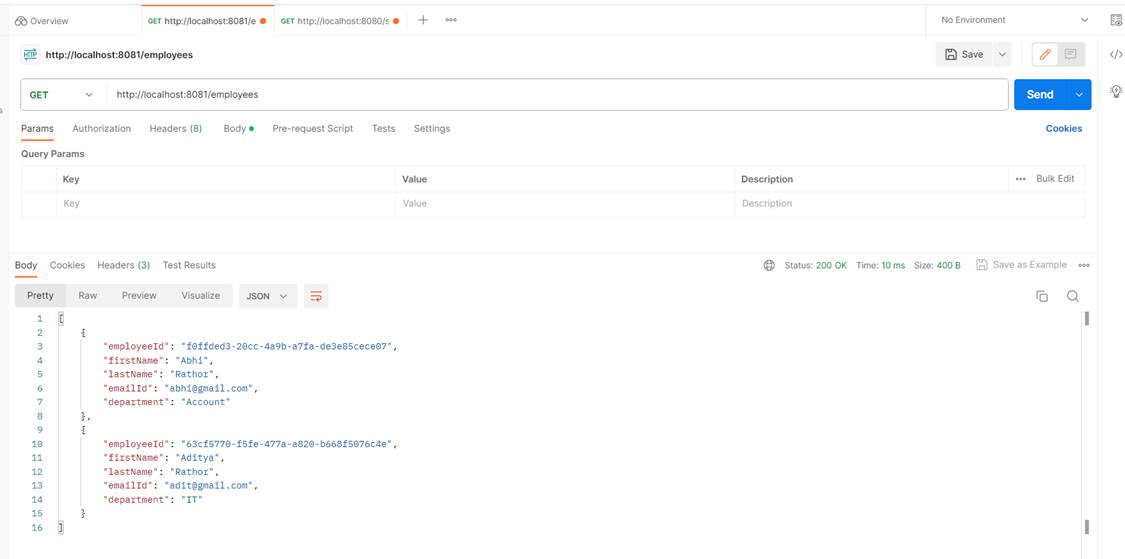 Overview
GET http://localhost:8081/e
GET http://localhost:8080/s
No Environment
HTTP http://localhost:8081/employees
Save
GET http://localhost:8081/employees
Send
Params Authorization Headers (8) Body Pre-request Script Tests Settings Cookies
Query Params
Key Value Description Bulk Edit
Key Value Description
Body Cookies Headers (3) Test Results Status: 200 OK Time: 10 ms Size: 400 B Save as Example
Pretty Raw Preview Visualize JSON
1 [
2 {
3 "employeeId": "f0ffded3-20cc-4a9b-a7fa-de3e85cece07",
4 "firstName": "Abhi",
5 "lastName": "Rathor",
6 "emailId": "abhi@gmail.com",
7 "department": "Account"
8 },
9 {
10 "employeeId": "63cf5770-f5fe-477a-a820-b668f5076c4e",
11 "firstName": "Aditya",
12 "lastName": "Rathor",
13 "emailId": "adit@gmail.com",
14 "department": "IT"
15 }
16 ]